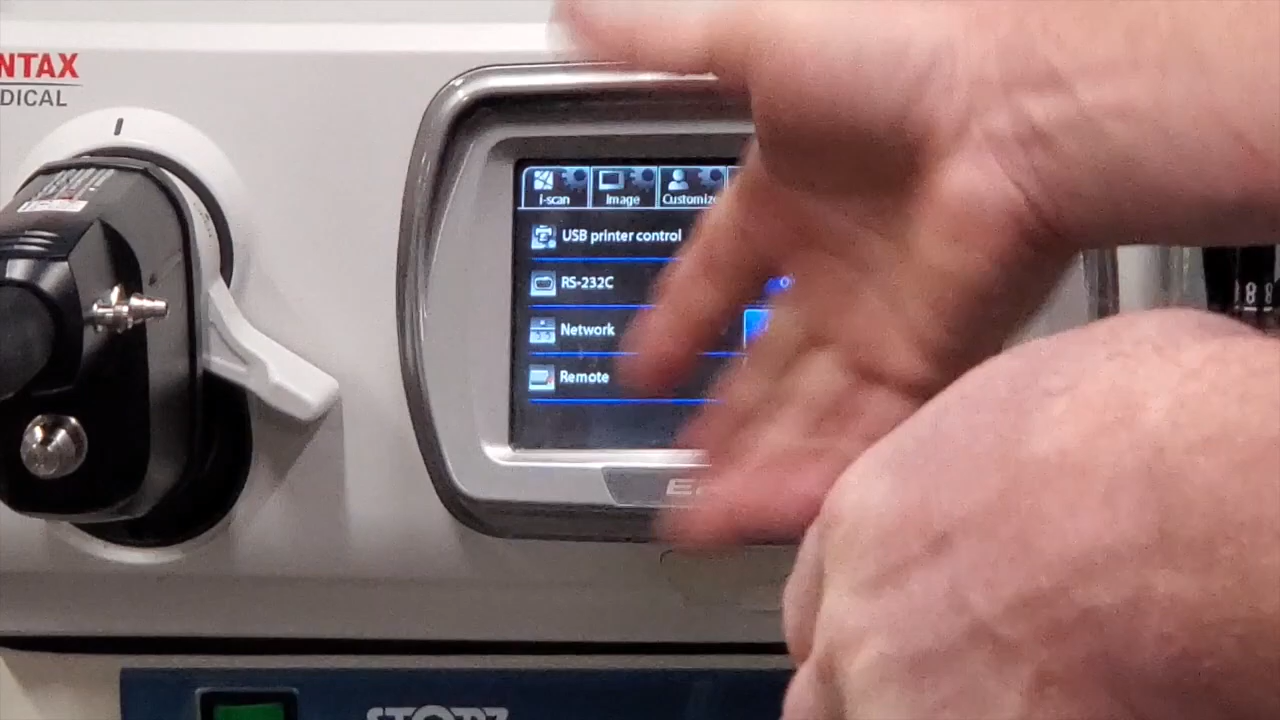 NTAX
DICAL
i-scan
Image
Customize
USB printer control
RS-232C
Network
Remote
STORZ